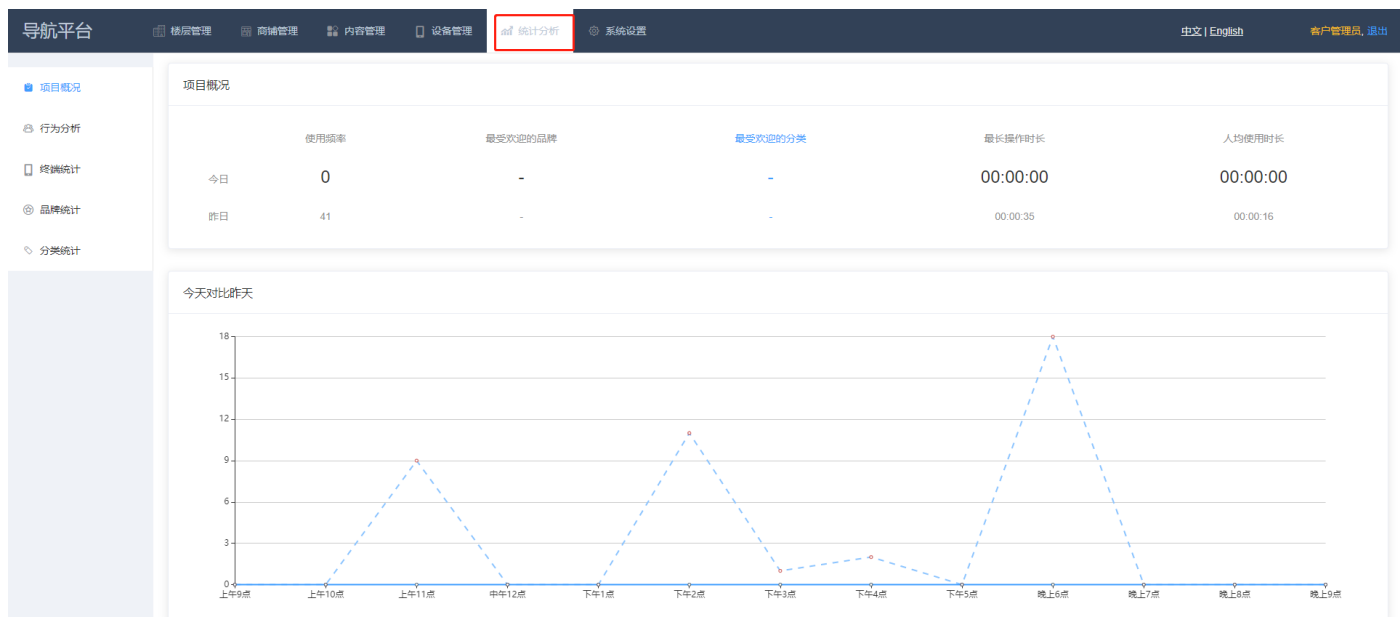 导航平台 楼层管理 商铺管理 内容管理 设备管理 统计分析 系统设置 中文 | English 客户管理员, 退出
项目概况
行为分析
终端统计
品牌统计
分类统计
项目概况
使用频率 最受欢迎的品牌 最受欢迎的分类 最长操作时长 人均使用时长
今日 0 - - 00:00:00 00:00:00
昨日 41 - - 00:00:35 00:00:16
今天对比昨天
18
15
12
9
6
3
0
上午9点 上午10点 上午11点 中午12点 下午1点 下午2点 下午3点 下午4点 下午5点 晚上6点 晚上7点 晚上8点 晚上9点